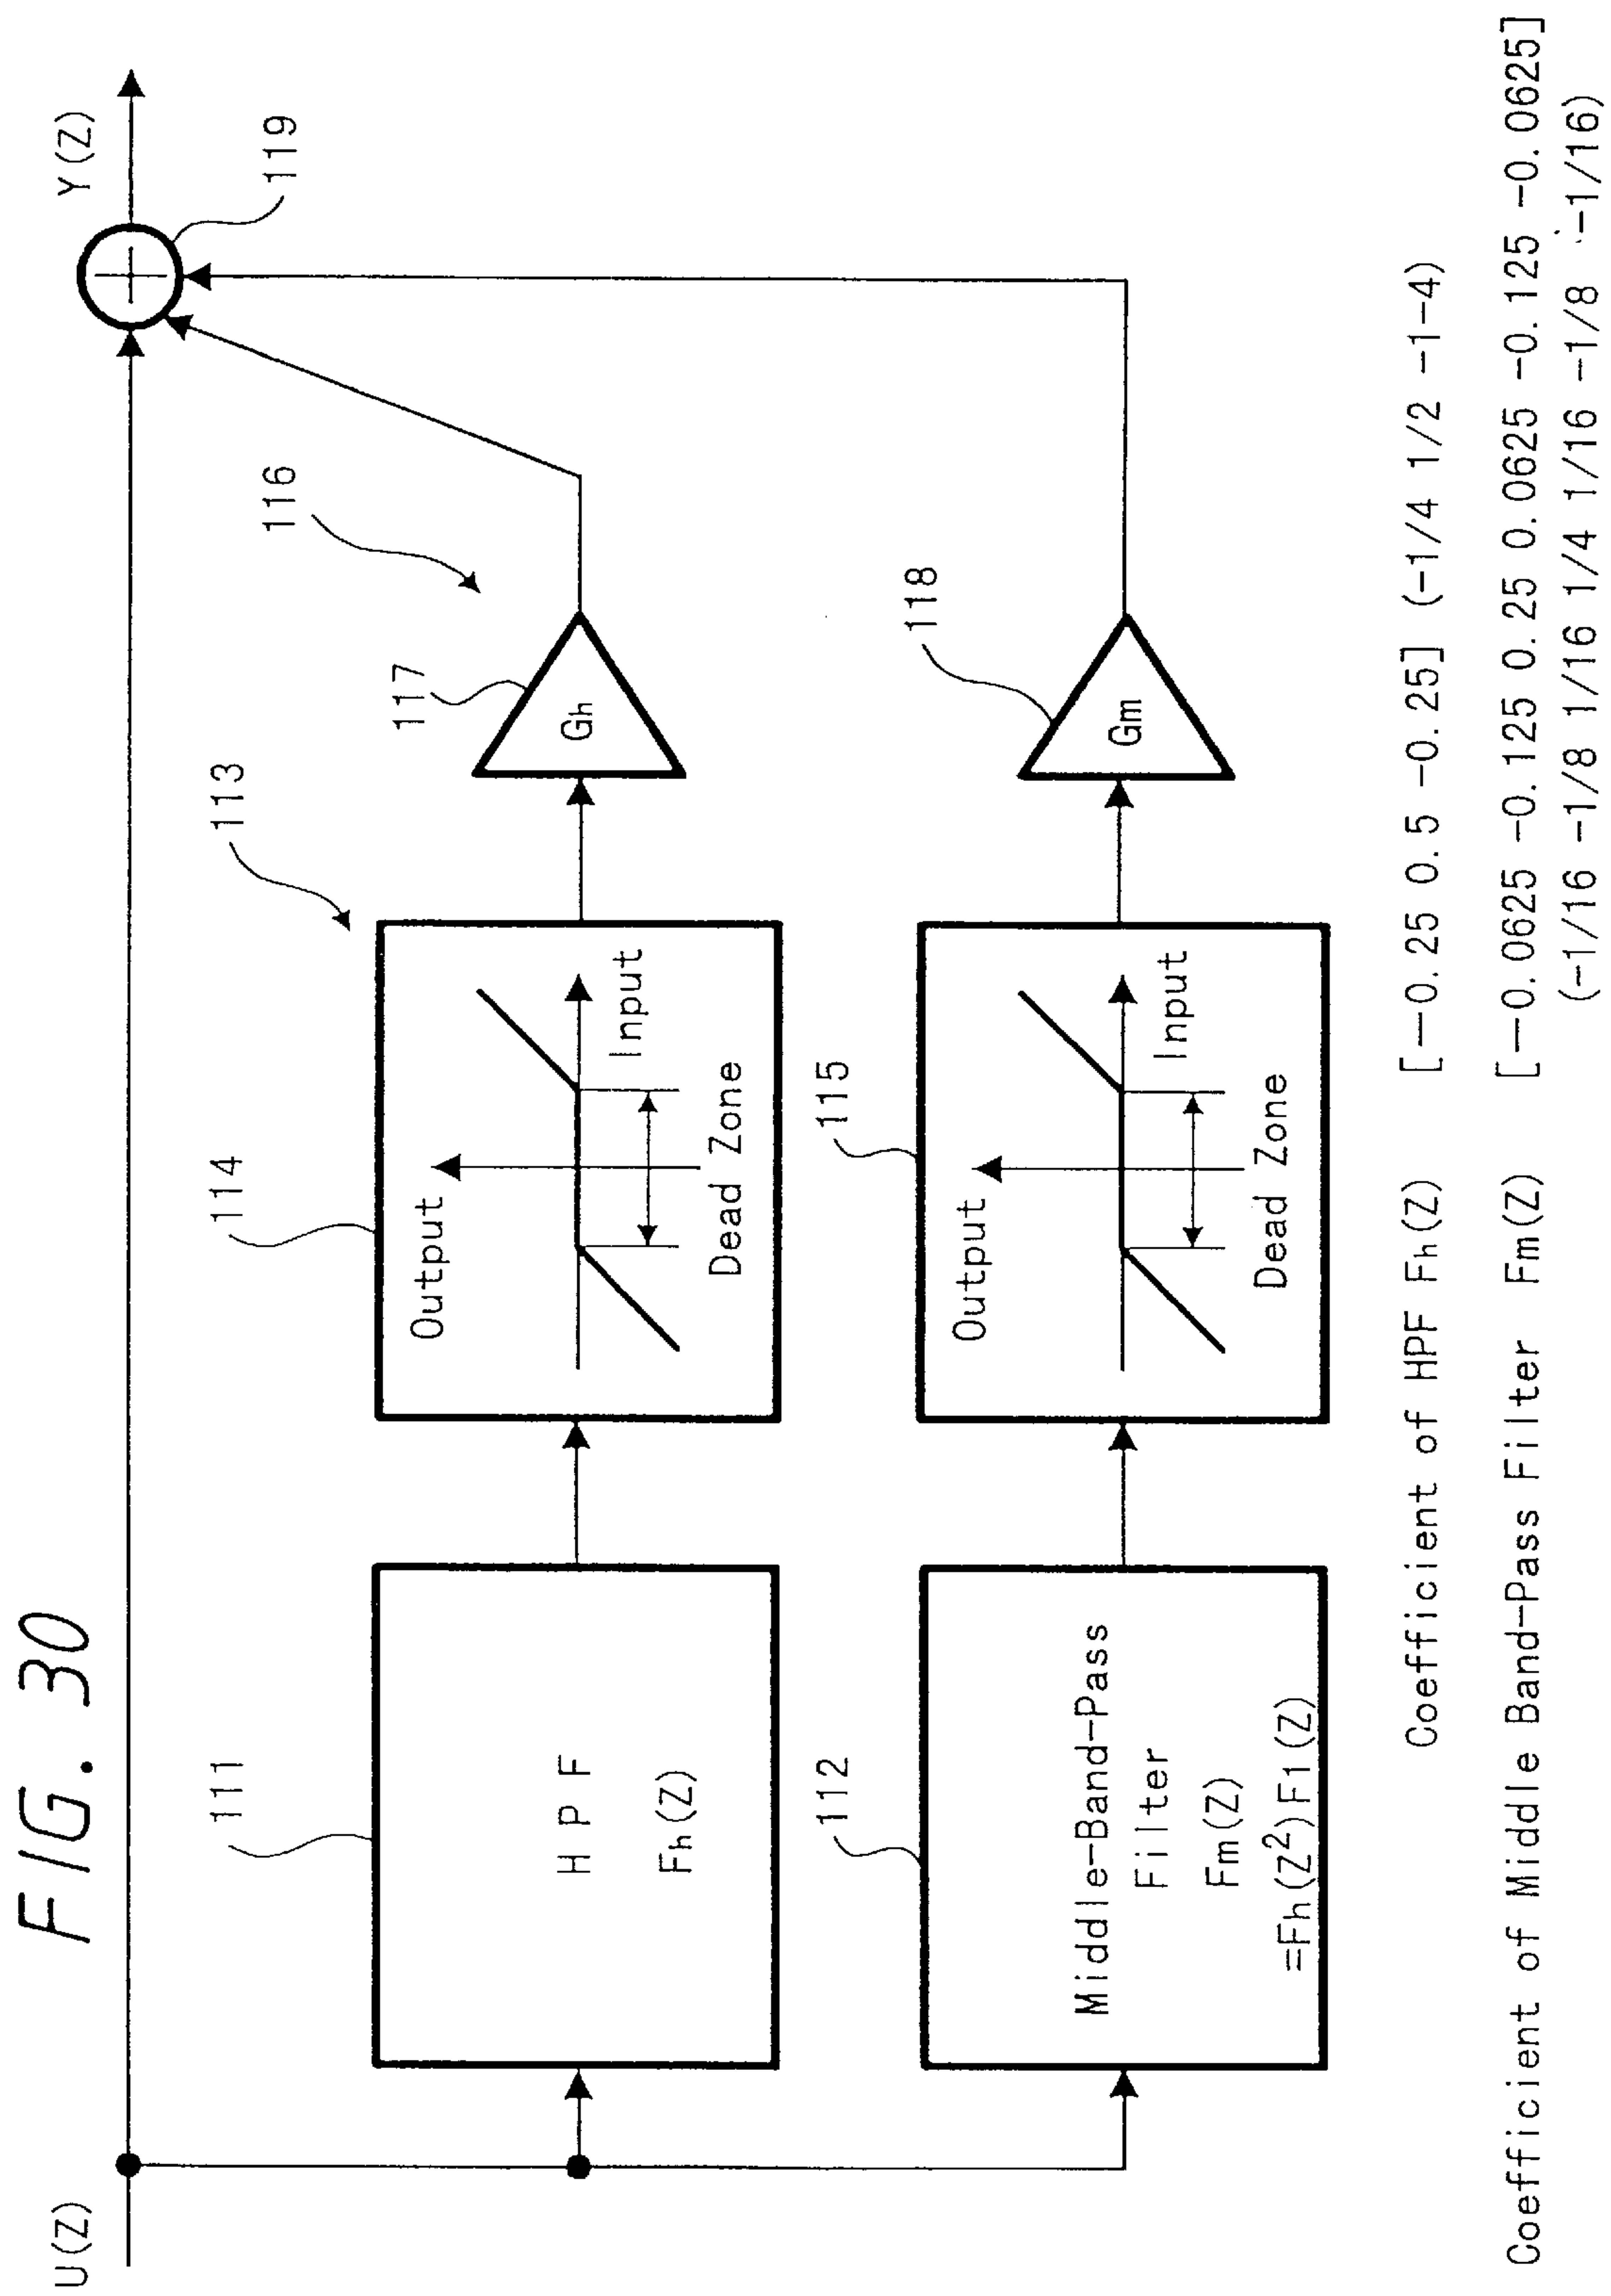 FIG. 30
U(Z)
Y(Z)
119
111
H P F
Fh(Z)
114
113
Output
Input
Dead Zone
117
116
Gh
112
Middle-Band-Pass
Filter
Fm(Z)
=Fh(Z²)Fl(Z)
115
Output
Input
Dead Zone
118
Gm
Coefficient of HPF Fh(Z) [-0.25 0.5 -0.25] (-1/4 1/2 -1-4)
Coefficient of Middle Band-Pass Filter Fm(Z) [-0.0625 -0.125 0.0625 0.25 0.0625 -0.125 -0.0625]
(-1/16 -1/8 1/16 1/4 1/16 -1/8 -1/16)